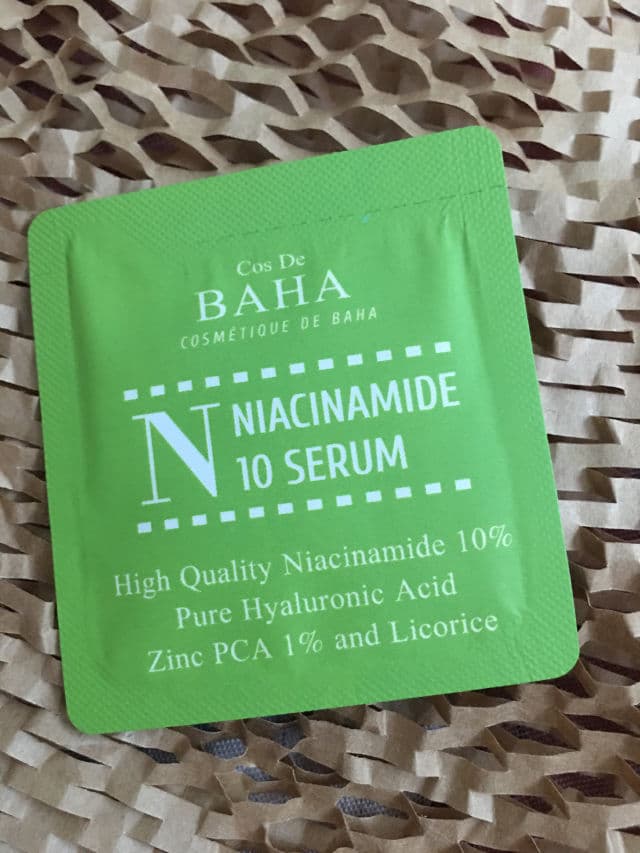 Cos De
BAHA
COSMÉTIQUE DE BAHA
N NIACINAMIDE
10 SERUM
High Quality Niacinamide 10%
Pure Hyaluronic Acid
Zinc PCA 1% and Licorice